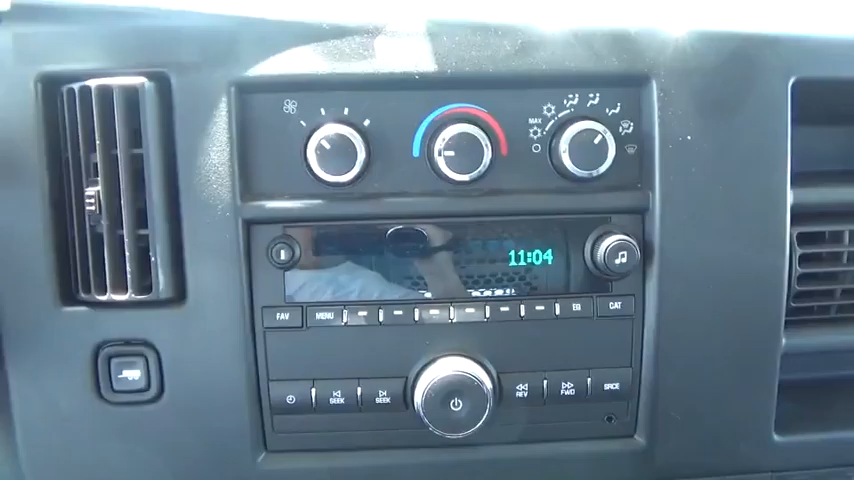 MAX
11:04
FAV MENU EQ CAT
SEEK SEEK REV FWD SRCE